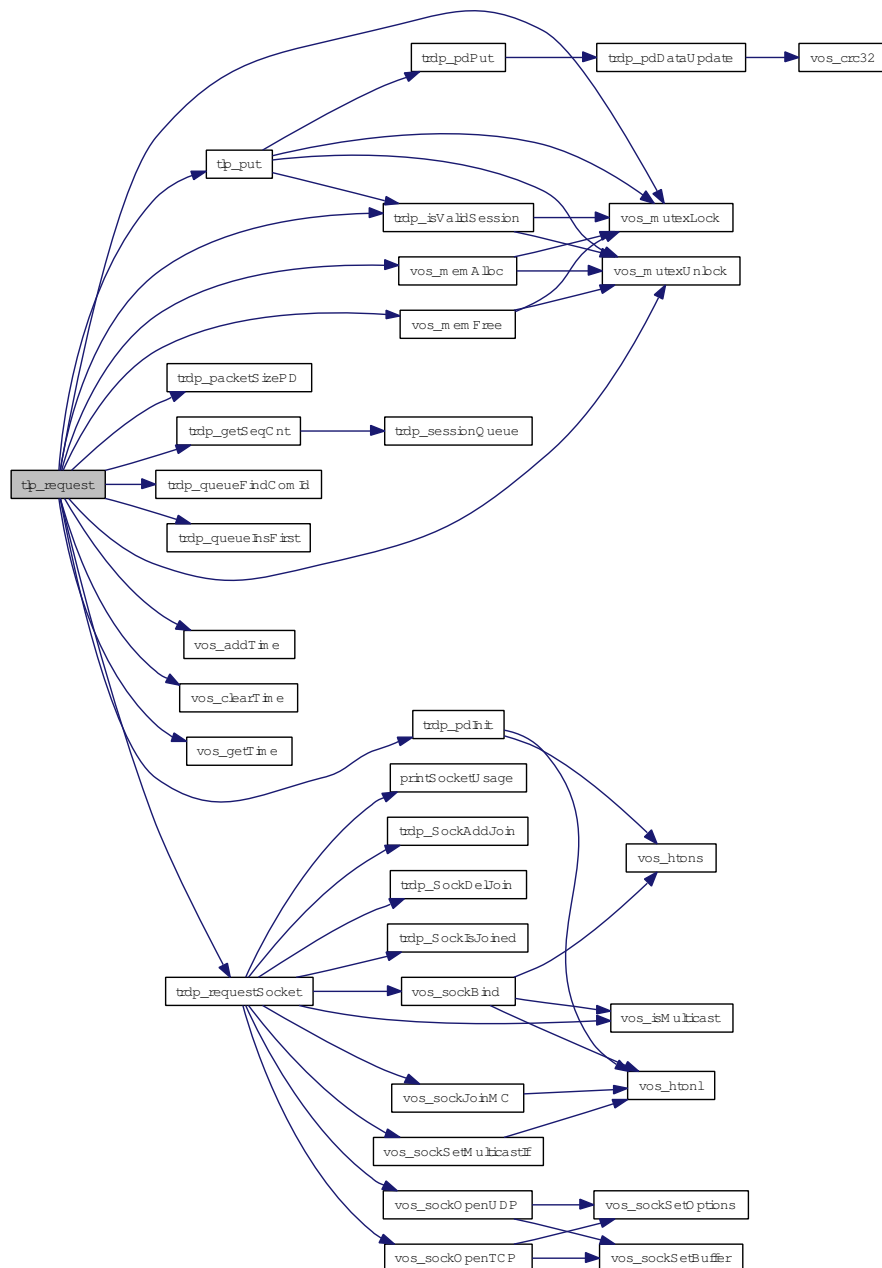 trdp_pdPut
trdp_pdDataUpdate
vos_crc32
tlp_put
trdp_isValidSession
vos_mutexLock
vos_memAlloc
vos_mutexUnlock
vos_memFree
trdp_packetSizePD
trdp_getSeqCnt
trdp_sessionQueue
tlp_request
trdp_queueFindComId
trdp_queueInsFirst
vos_addTime
vos_clearTime
trdp_pdInit
vos_getTime
printSocketUsage
trdp_SockAddJoin
vos_htons
trdp_SockDelJoin
trdp_SockIsJoined
trdp_requestSocket
vos_sockBind
vos_isMulticast
vos_htonl
vos_sockJoinMC
vos_sockSetMulticastIf
vos_sockOpenUDP
vos_sockSetOptions
vos_sockOpenTCP
vos_sockSetBuffer